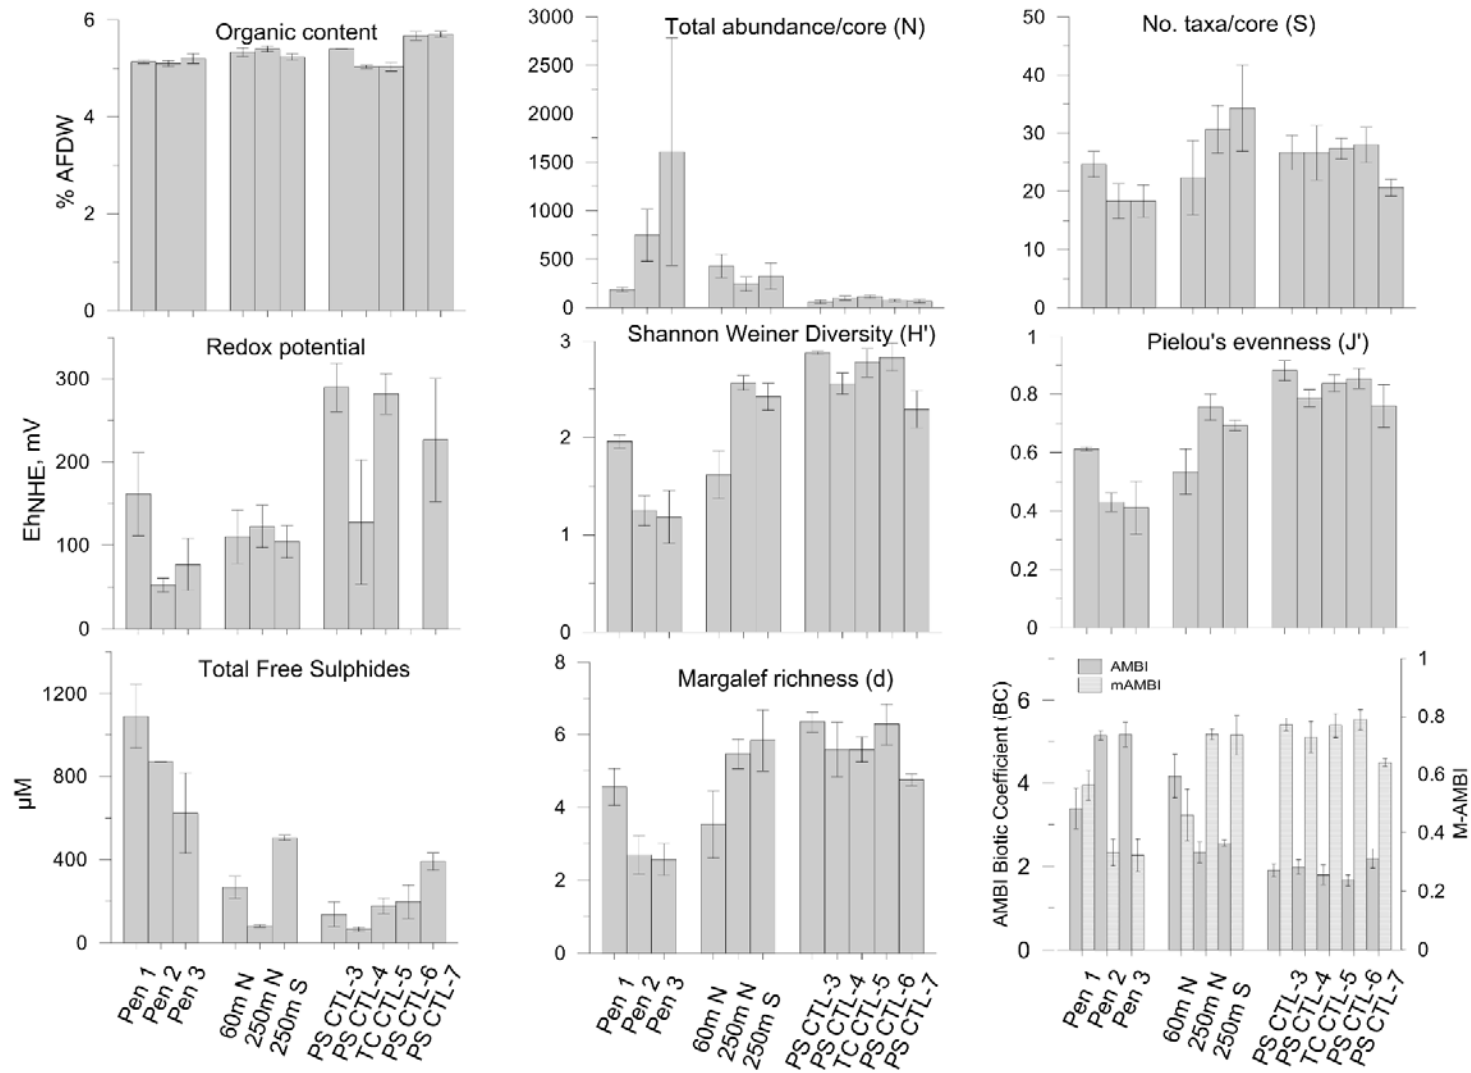 Organic content
% AFDW
6
4
2
0
Total abundance/core (N)
3000
2500
2000
1500
1000
500
0
No. taxa/core (S)
50
40
30
20
10
0
Redox potential
EhNHE, mV
300
200
100
0
Shannon Weiner Diversity (H')
3
2
1
0
Pielou's evenness (J')
1
0.8
0.6
0.4
0.2
0
Total Free Sulphides
µM
1200
800
400
0
Pen 1
Pen 2
Pen 3
60m N
250m N
250m S
PS CTL-3
PS CTL-4
TC CTL-5
PS CTL-6
PS CTL-7
Margalef richness (d)
8
6
4
2
0
Pen 1
Pen 2
Pen 3
60m N
250m N
250m S
PS CTL-3
PS CTL-4
TC CTL-5
PS CTL-6
PS CTL-7
AMBI
mAMBI
AMBI Biotic Coefficient (BC)
6
4
2
0
M-AMBI
1
0.8
0.6
0.4
0.2
0
Pen 1
Pen 2
Pen 3
60m N
250m N
250m S
PS CTL-3
PS CTL-4
TC CTL-5
PS CTL-6
PS CTL-7